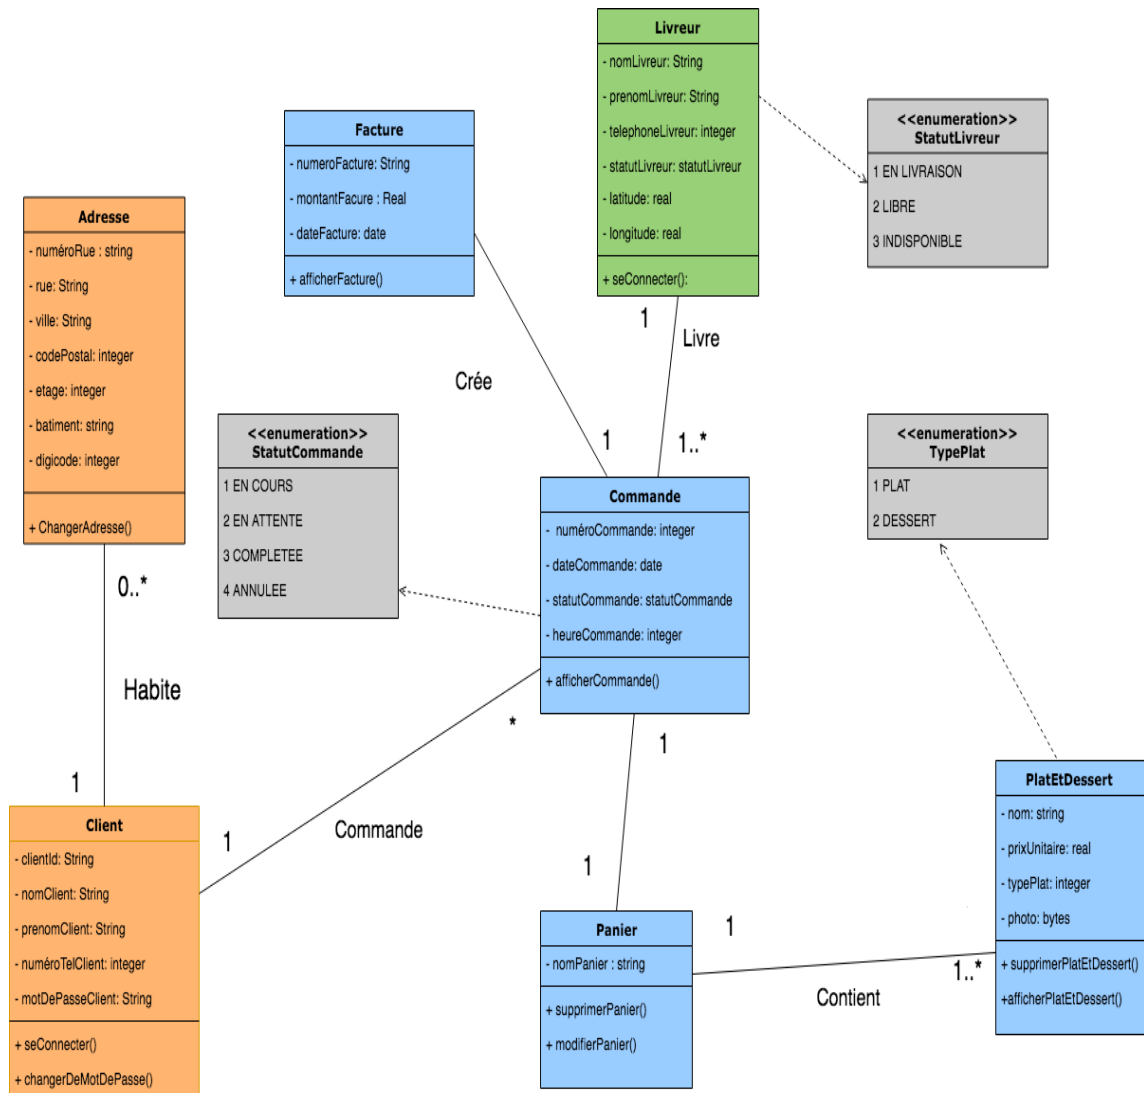 Livreur
- nomLivreur: String
- prenomLivreur: String
- telephoneLivreur: integer
- statutLivreur: statutLivreur
- latitude: real
- longitude: real
+ seConnecter():
<<enumeration>>
StatutLivreur
1 EN LIVRAISON
2 LIBRE
3 INDISPONIBLE
Facture
- numeroFacture: String
- montantFacure : Real
- dateFacture: date
+ afficherFacture()
Adresse
- numéroRue : string
- rue: String
- ville: String
- codePostal: integer
- etage: integer
- batiment: string
- digicode: integer
+ ChangerAdresse()
1
Livre
1..*
Crée
1
<<enumeration>>
StatutCommande
1 EN COURS
2 EN ATTENTE
3 COMPLETEE
4 ANNULEE
<<enumeration>>
TypePlat
1 PLAT
2 DESSERT
Commande
- numéroCommande: integer
- dateCommande: date
- statutCommande: statutCommande
- heureCommande: integer
+ afficherCommande()
0..*
Habite
1
*
Commande
1
1
1
Client
- clientId: String
- nomClient: String
- prenomClient: String
- numéroTelClient: integer
- motDePasseClient: String
+ seConnecter()
+ changerDeMotDePasse()
Panier
- nomPanier : string
+ supprimerPanier()
+ modifierPanier()
1
Contient
1..*
PlatEtDessert
- nom: string
- prixUnitaire: real
- typePlat: integer
- photo: bytes
+ supprimerPlatEtDessert()
+afficherPlatEtDessert()